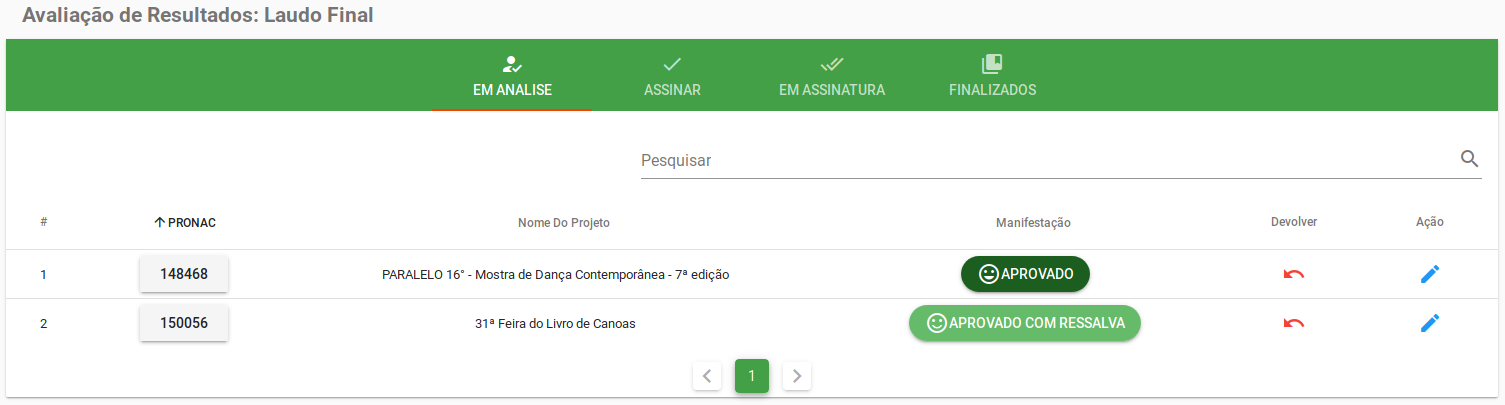 Avaliação de Resultados: Laudo Final
EM ANALISE ASSINAR EM ASSINATURA FINALIZADOS
Pesquisar
# PRONAC Nome Do Projeto Manifestação Devolver Ação
1 148468 PARALELO 16° - Mostra de Dança Contemporânea - 7ª edição APROVADO
2 150056 31ª Feira do Livro de Canoas APROVADO COM RESSALVA
1